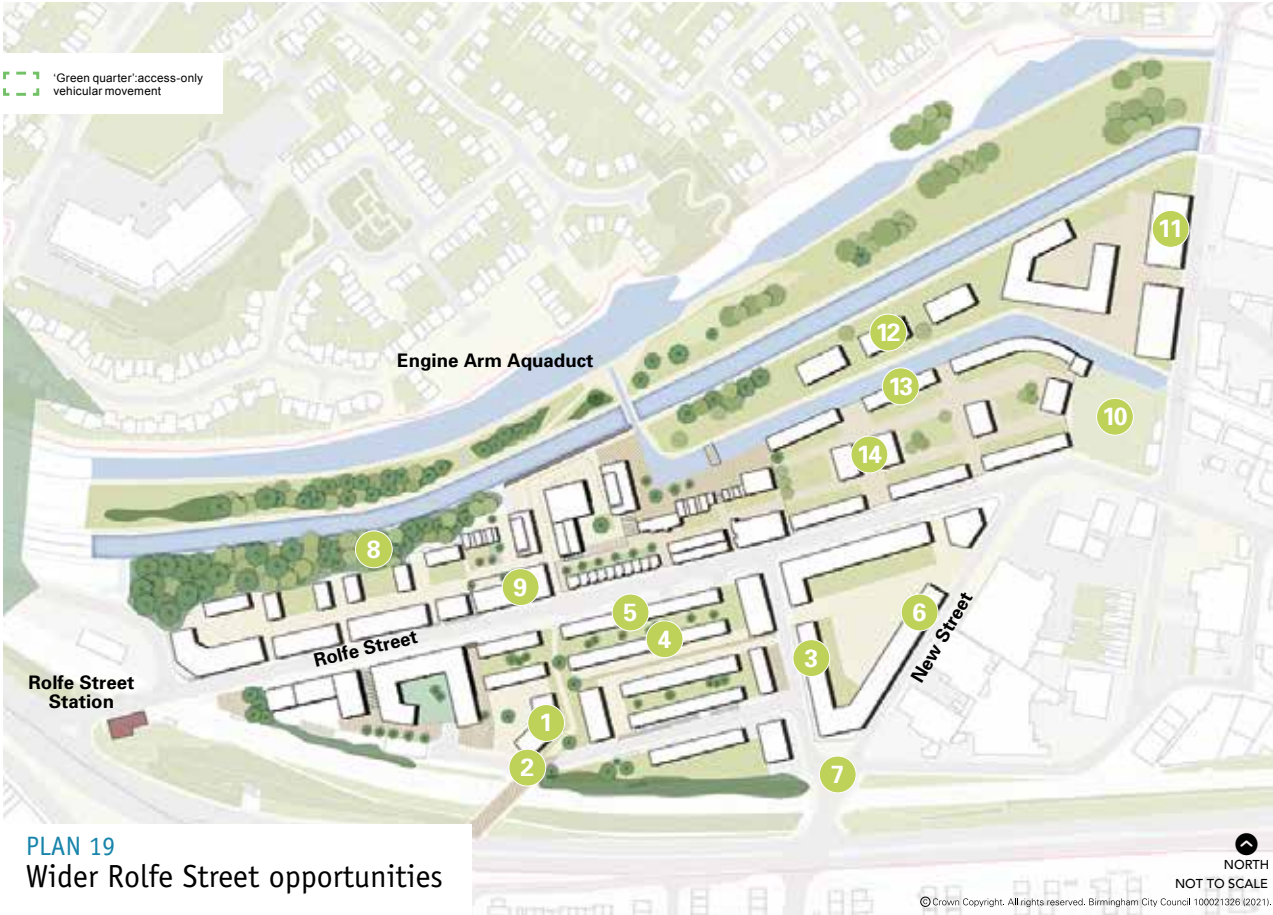 'Green quarter':access-only
vehicular movement
Engine Arm Aquaduct
11
12
13
10
14
8
9
5
Rolfe Street
4
6
New Street
3
Rolfe Street
Station
1
2
7
PLAN 19
Wider Rolfe Street opportunities
NORTH
NOT TO SCALE
© Crown Copyright. All rights reserved. Birmingham City Council 100021326 (2021).